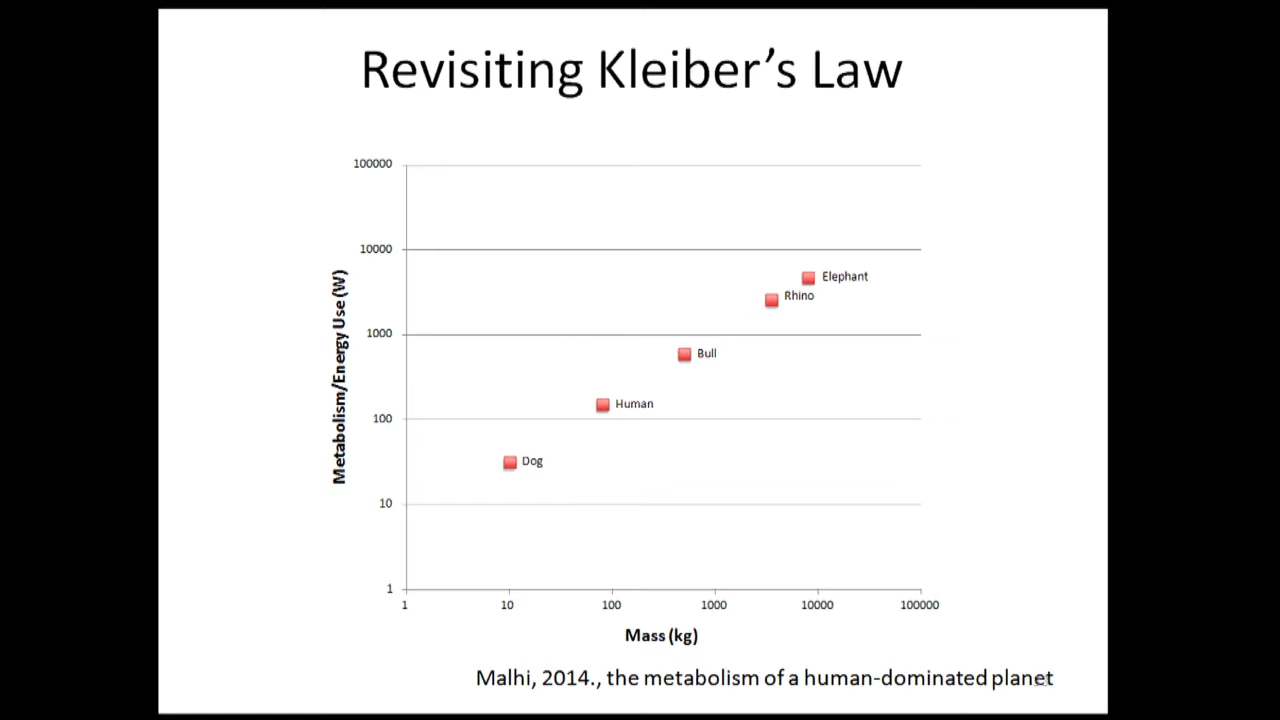 Revisiting Kleiber's Law
100000
10000
1000
100
10
1
Metabolism/Energy Use (W)
Elephant
Rhino
Bull
Human
Dog
1 10 100 1000 10000 100000
Mass (kg)
Malhi, 2014., the metabolism of a human-dominated planet